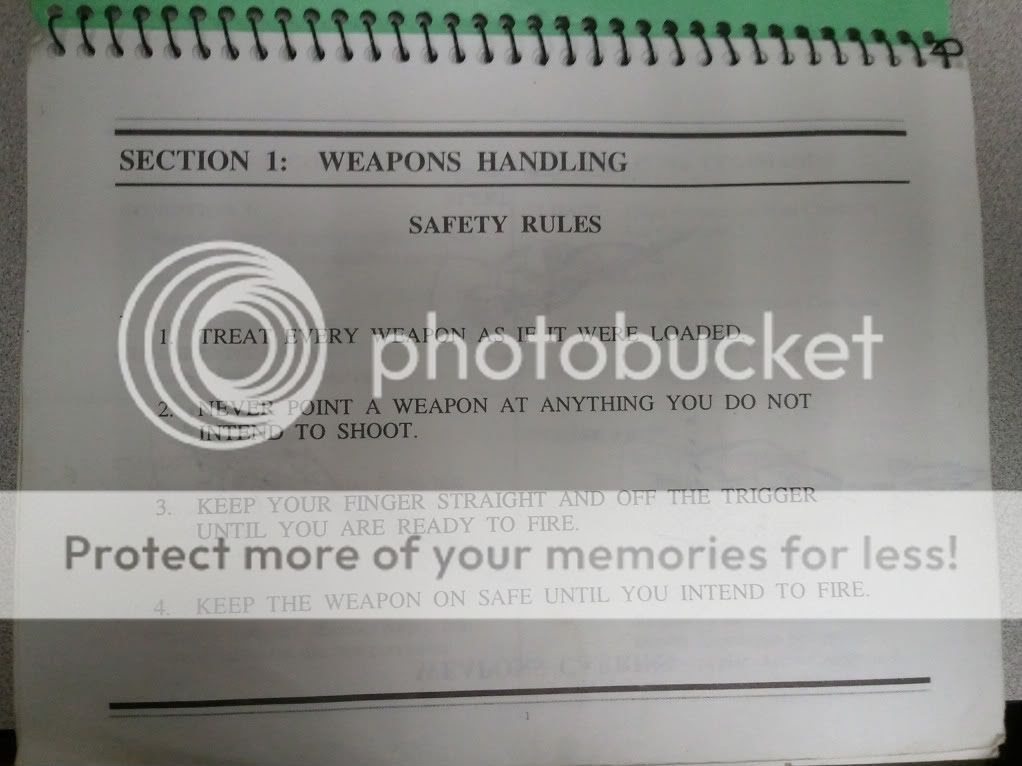 SECTION 1: WEAPONS HANDLING
SAFETY RULES
1. TREAT EVERY WEAPON AS IF IT WERE LOADED.
photobucket
2. NEVER POINT A WEAPON AT ANYTHING YOU DO NOT
INTEND TO SHOOT.
3. KEEP YOUR FINGER STRAIGHT AND OFF THE TRIGGER
UNTIL YOU ARE READY TO FIRE.
Protect more of your memories for less!
4. KEEP THE WEAPON ON SAFE UNTIL YOU INTEND TO FIRE.
1